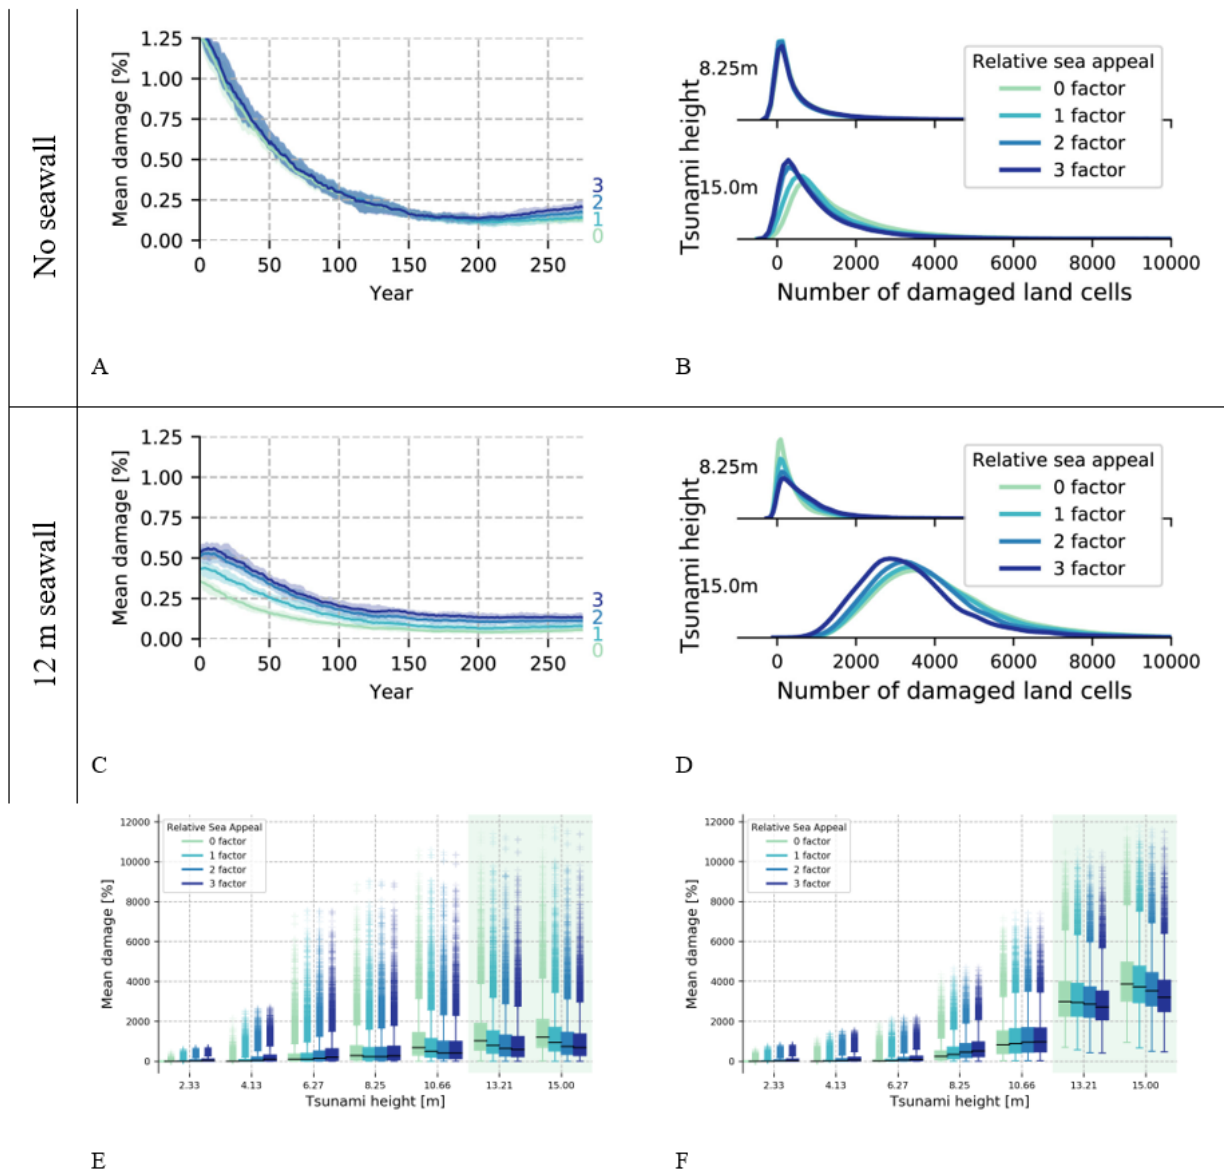 No seawall
Mean damage [%]
1.25
1.00
0.75
0.50
0.25
0.00
3
2
1
0
0 50 100 150 200 250
Year
A
Tsunami height
8.25m
15.0m
Relative sea appeal
0 factor
1 factor
2 factor
3 factor
0 2000 4000 6000 8000 10000
Number of damaged land cells
B
12 m seawall
Mean damage [%]
1.25
1.00
0.75
0.50
0.25
0.00
3
2
1
0
0 50 100 150 200 250
Year
C
Tsunami height
8.25m
15.0m
Relative sea appeal
0 factor
1 factor
2 factor
3 factor
0 2000 4000 6000 8000 10000
Number of damaged land cells
D
Mean damage [%]
12000
10000
8000
6000
4000
2000
0
Relative Sea Appeal
0 factor
1 factor
2 factor
3 factor
2.33 4.13 6.27 8.25 10.66 13.21 15.00
Tsunami height [m]
E
Mean damage [%]
12000
10000
8000
6000
4000
2000
0
Relative Sea Appeal
0 factor
1 factor
2 factor
3 factor
2.33 4.13 6.27 8.25 10.66 13.21 15.00
Tsunami height [m]
F